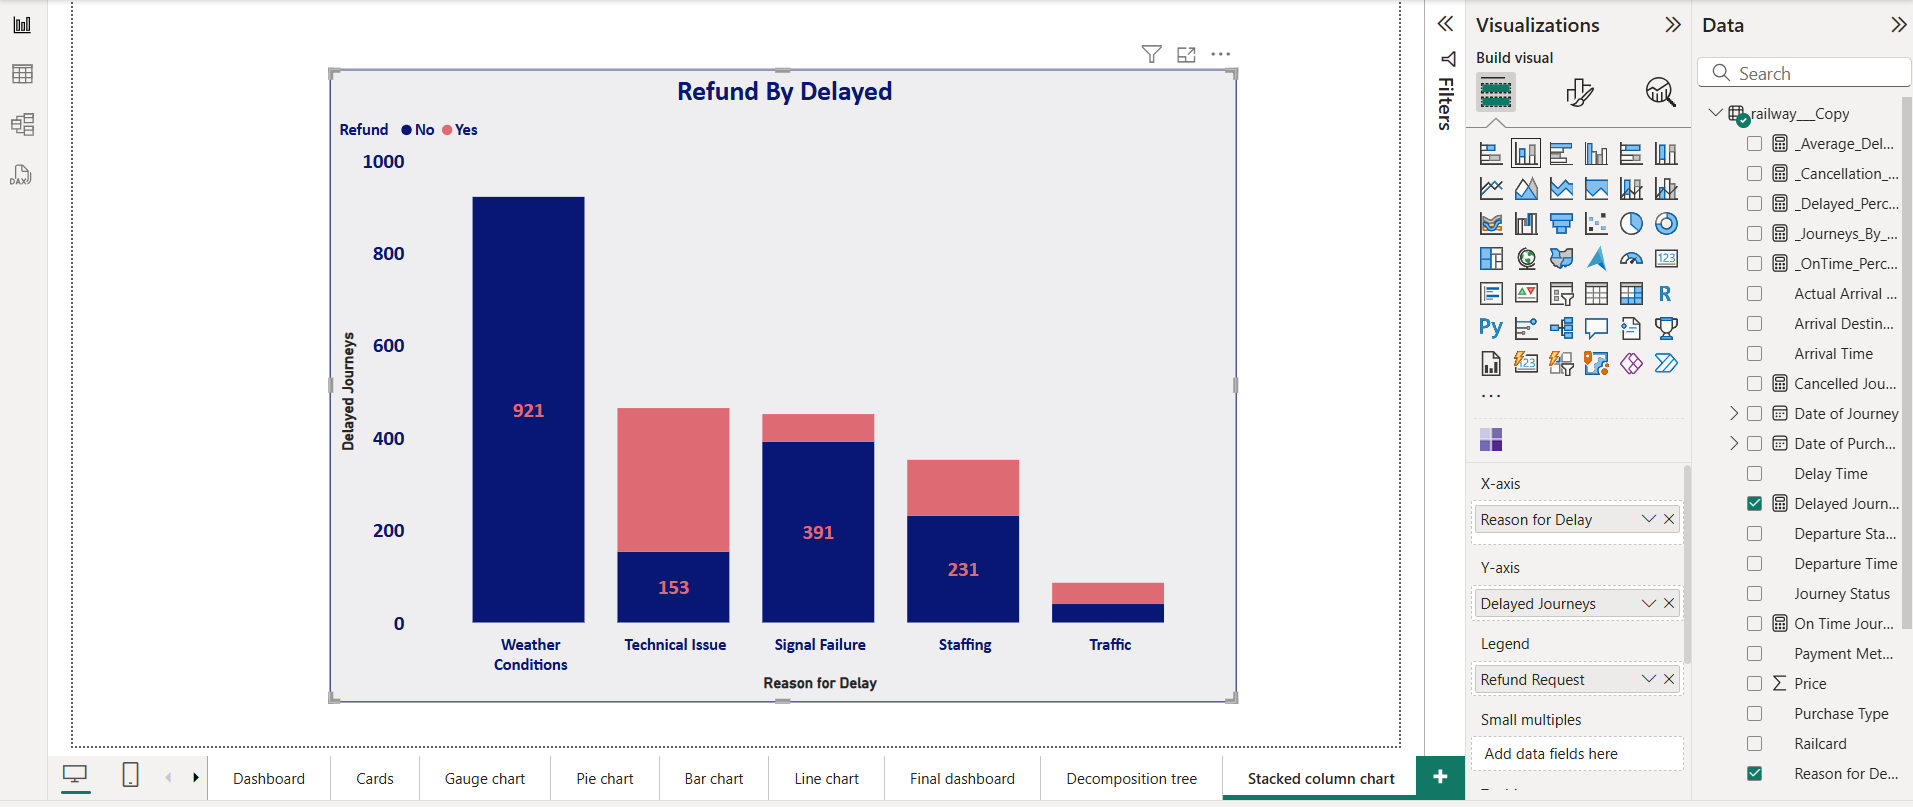 Refund By Delayed
Refund No Yes
1000
800
600
400
200
0
Delayed Journeys
921
153
391
231
Weather Conditions
Technical Issue
Signal Failure
Staffing
Traffic
Reason for Delay
Filters
Visualizations
Build visual
123
R
Py
123
...
X-axis
Reason for Delay
Y-axis
Delayed Journeys
Legend
Refund Request
Small multiples
Add data fields here
Data
Search
railway___Copy
_Average_Del...
_Cancellation_...
_Delayed_Perc...
_Journeys_By_...
_OnTime_Perc...
Actual Arrival ...
Arrival Destin...
Arrival Time
Cancelled Jou...
Date of Journey
Date of Purch...
Delay Time
Delayed Journ...
Departure Sta...
Departure Time
Journey Status
On Time Jour...
Payment Met...
Price
Purchase Type
Railcard
Reason for De...
DAX
Dashboard
Cards
Gauge chart
Pie chart
Bar chart
Line chart
Final dashboard
Decomposition tree
Stacked column chart